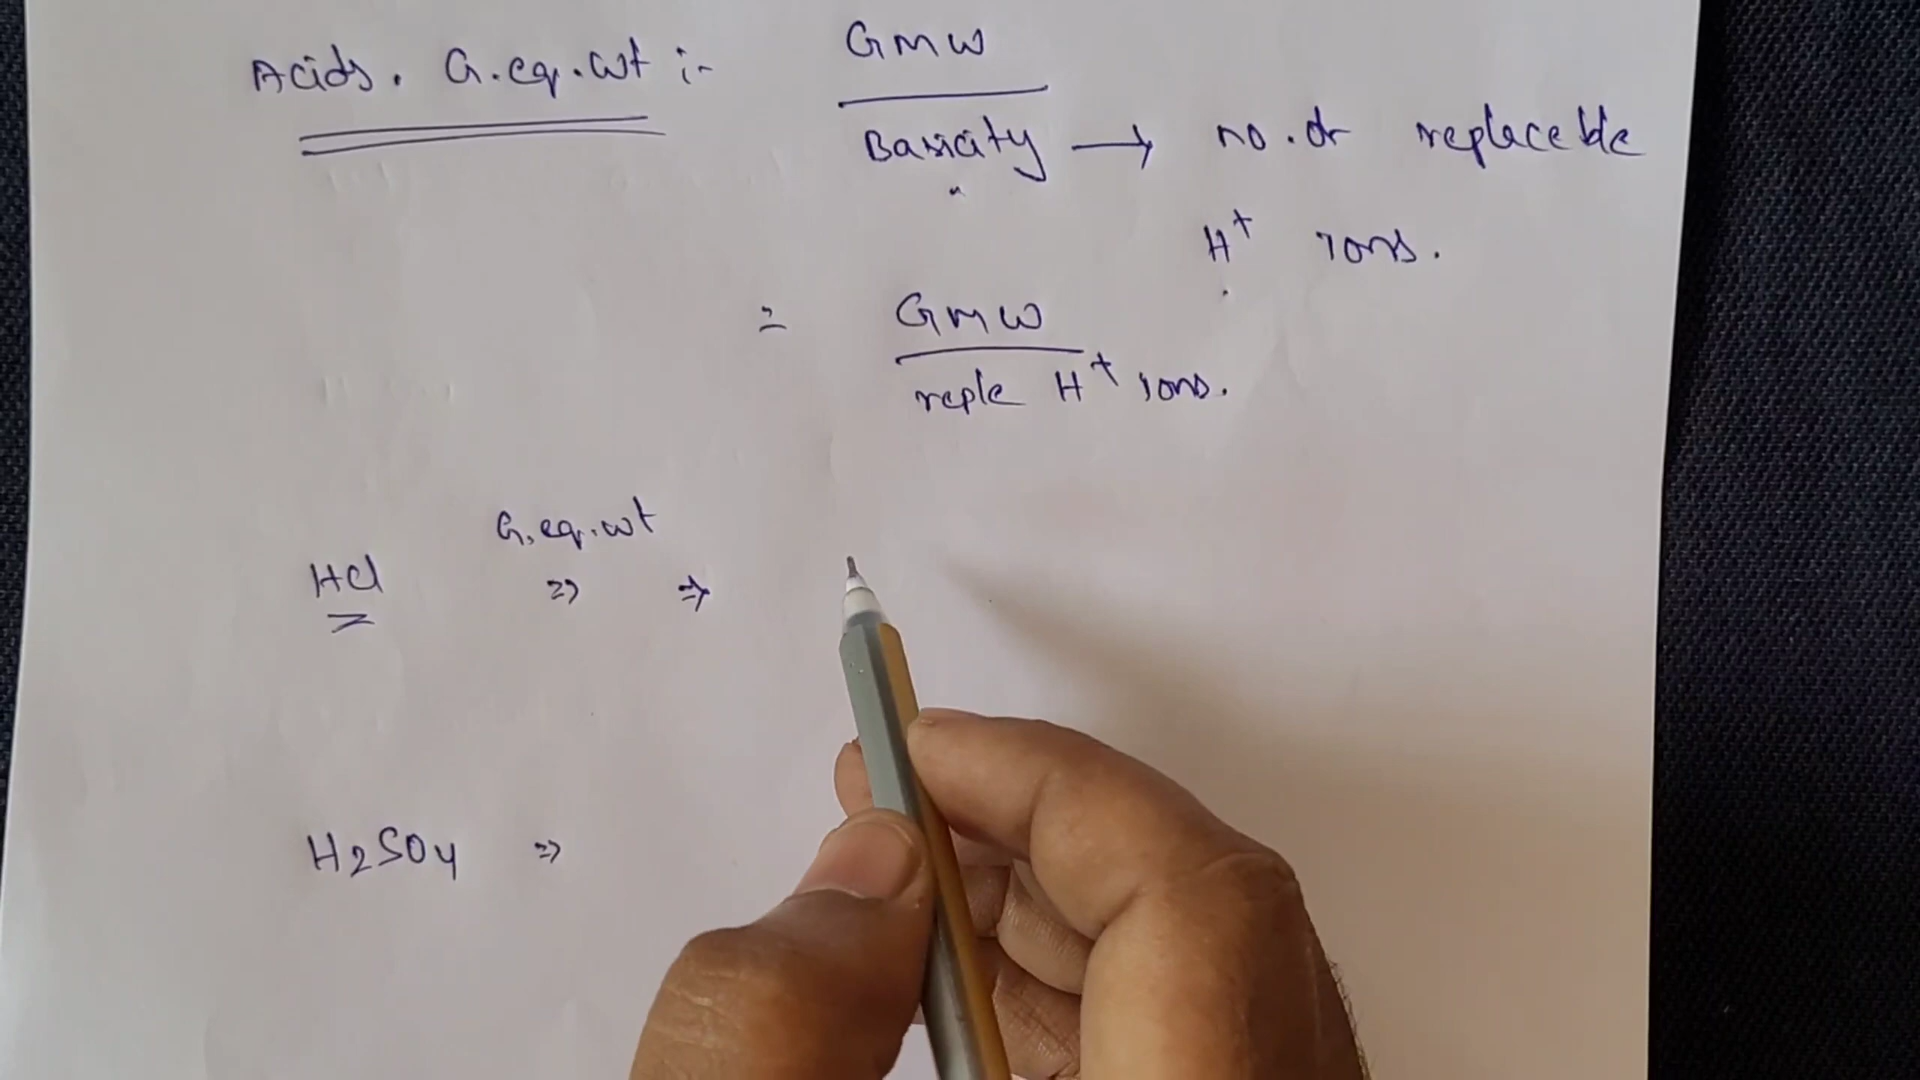 Acids. G.eq.wt :- GMW
Basicity → no. of replaceble
H+ ions.
= GMW
reple H+ ions.
G.eq.wt
HCl ⇒ ⇒
H2SO4 ⇒